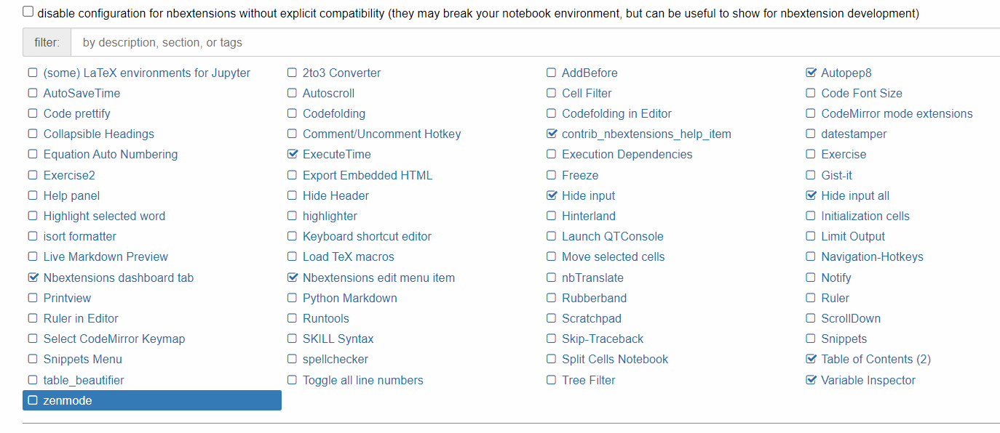 disable configuration for nbextensions without explicit compatibility (they may break your notebook environment, but can be useful to show for nbextension development)
filter: by description, section, or tags
(some) LaTeX environments for Jupyter 2to3 Converter AddBefore Autopep8
AutoSaveTime Autoscroll Cell Filter Code Font Size
Code prettify Codefolding Codefolding in Editor CodeMirror mode extensions
Collapsible Headings Comment/Uncomment Hotkey contrib_nbextensions_help_item datestamper
Equation Auto Numbering ExecuteTime Execution Dependencies Exercise
Exercise2 Export Embedded HTML Freeze Gist-it
Help panel Hide Header Hide input Hide input all
Highlight selected word highlighter Hinterland Initialization cells
isort formatter Keyboard shortcut editor Launch QTConsole Limit Output
Live Markdown Preview Load TeX macros Move selected cells Navigation-Hotkeys
Nbextensions dashboard tab Nbextensions edit menu item nbTranslate Notify
Printview Python Markdown Rubberband Ruler
Ruler in Editor Runtools Scratchpad ScrollDown
Select CodeMirror Keymap SKILL Syntax Skip-Traceback Snippets
Snippets Menu spellchecker Split Cells Notebook Table of Contents (2)
table_beautifier Toggle all line numbers Tree Filter Variable Inspector
zenmode